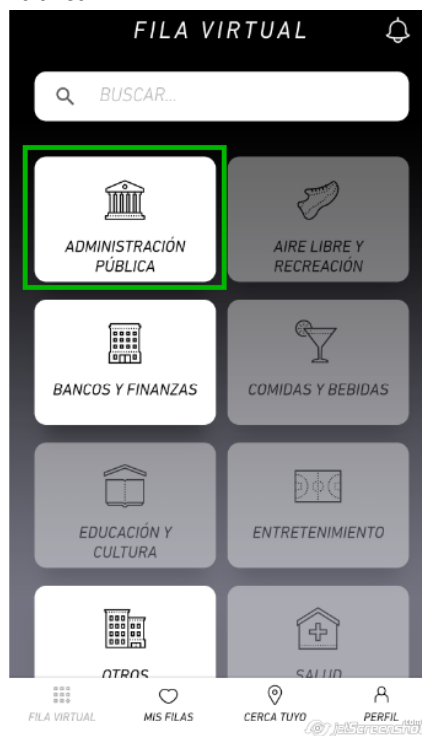 FILA VIRTUAL
BUSCAR...
ADMINISTRACIÓN
PÚBLICA
AIRE LIBRE Y
RECREACIÓN
BANCOS Y FINANZAS
COMIDAS Y BEBIDAS
EDUCACIÓN Y
CULTURA
ENTRETENIMIENTO
OTROS
SALUD
FILA VIRTUAL
MIS FILAS
CERCA TUYO
PERFIL